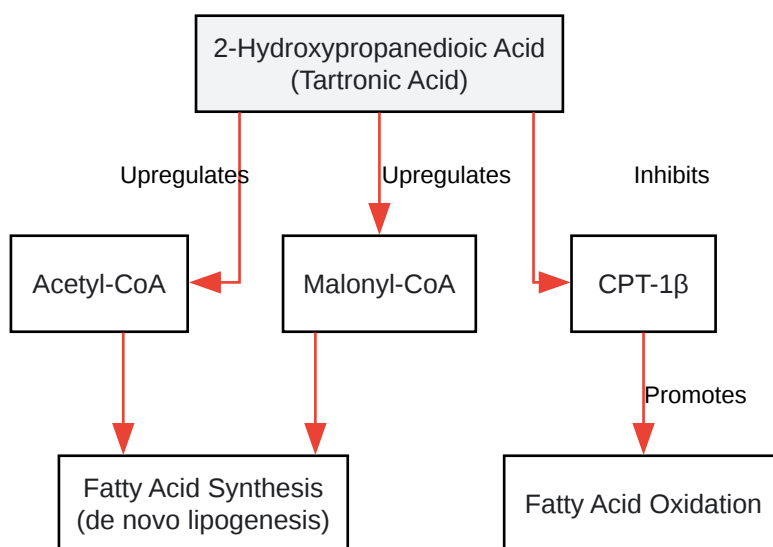 2-Hydroxypropanedioic Acid
(Tartronic Acid)
Upregulates
Upregulates
Inhibits
Acetyl-CoA
Malonyl-CoA
CPT-1β
Promotes
Fatty Acid Synthesis
(de novo lipogenesis)
Fatty Acid Oxidation